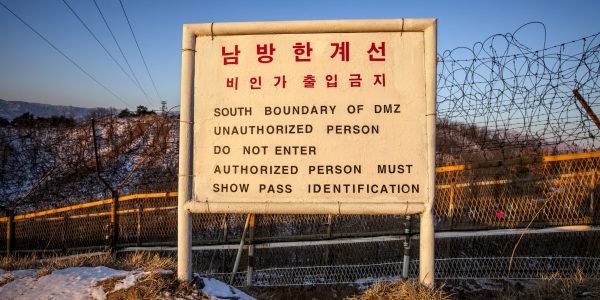 남방한계선
비인가 출입금지
SOUTH BOUNDARY OF DMZ
UNAUTHORIZED PERSON
DO NOT ENTER
AUTHORIZED PERSON MUST
SHOW PASS IDENTIFICATION